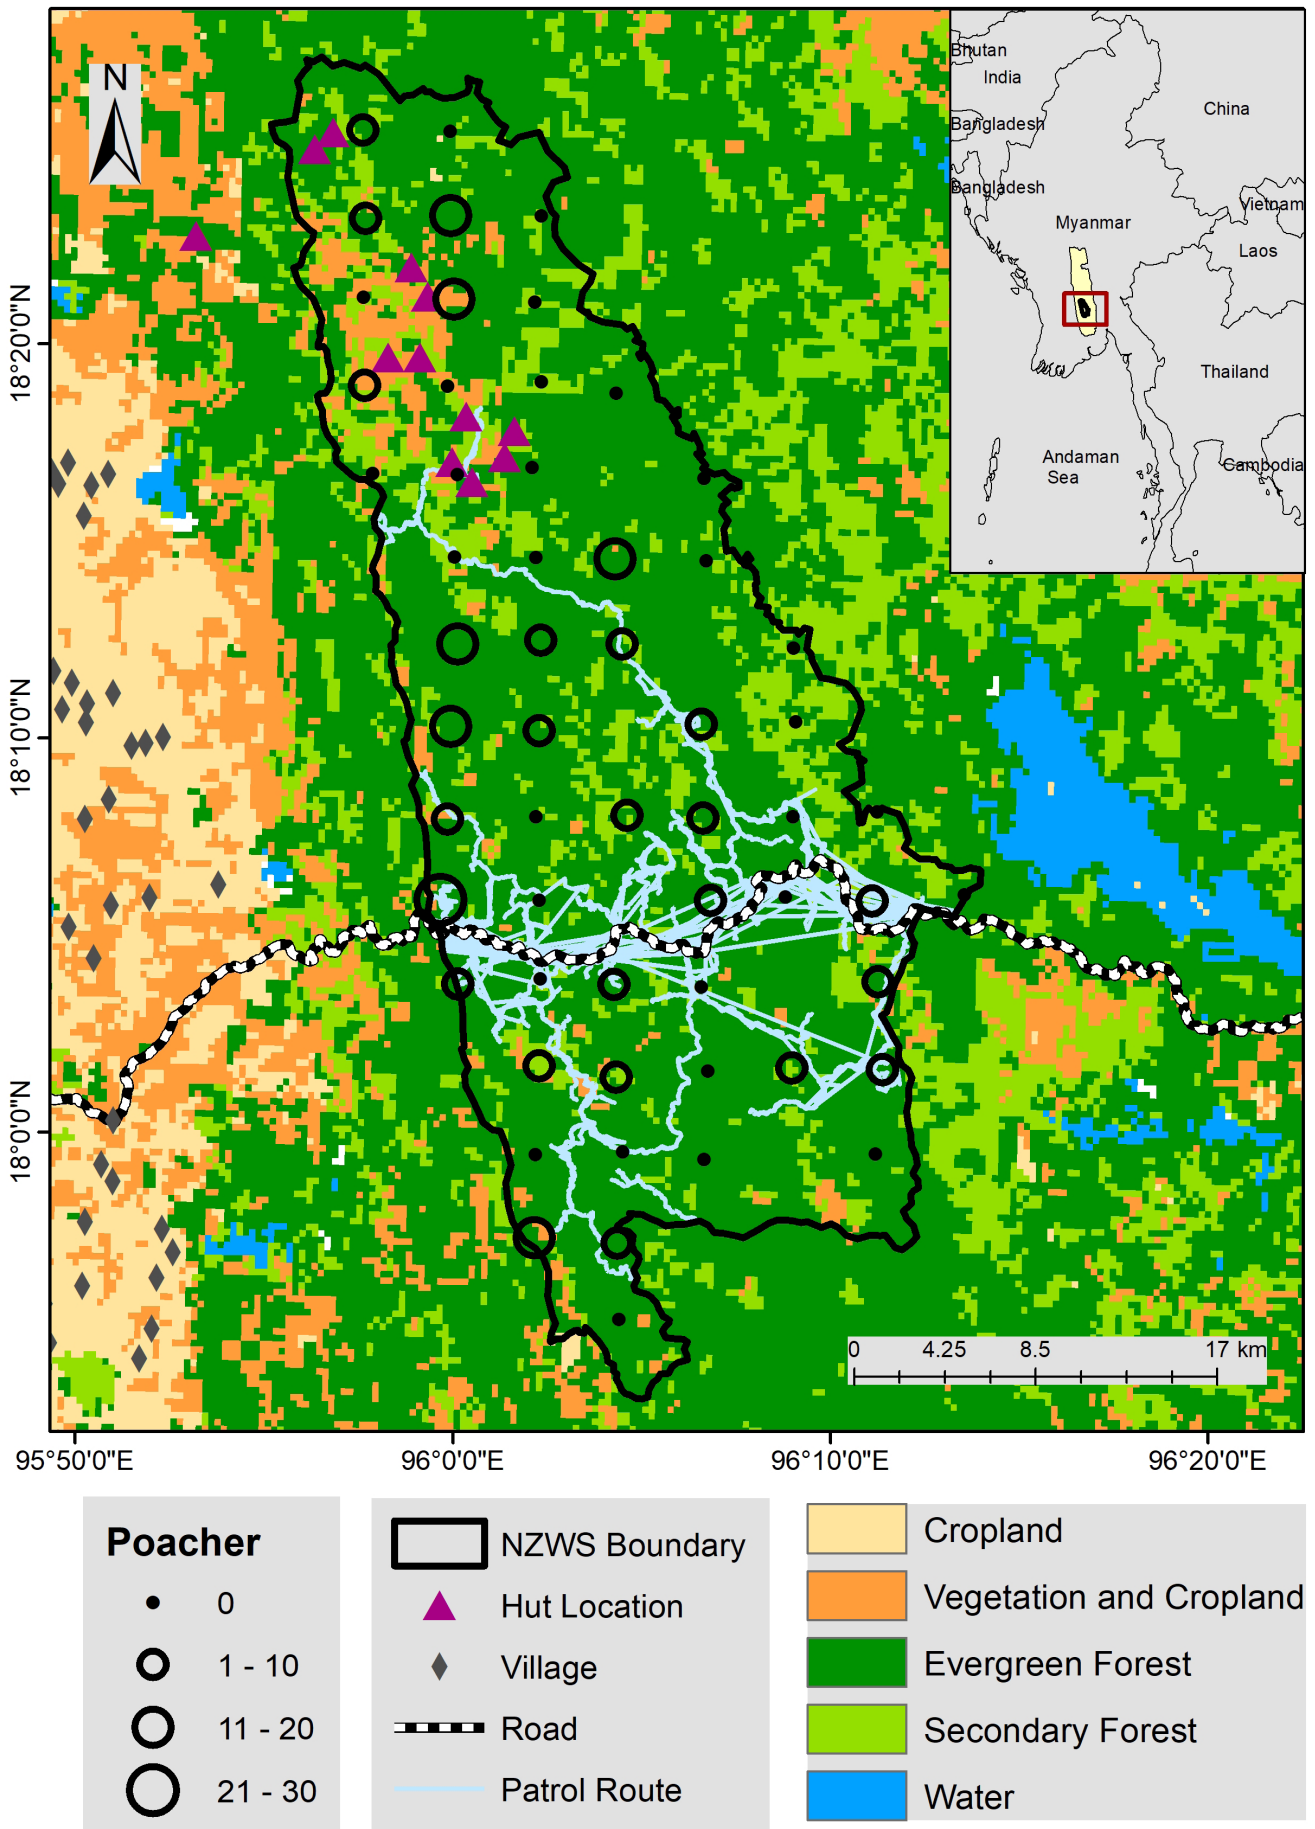 N
Bhutan
India
China
Bangladesh
Bangladesh
Vietnam
Myanmar
Laos
Thailand
Andaman
Sea
Cambodia
18°20'0"N
18°10'0"N
18°0'0"N
0 4.25 8.5 17 km
95°50'0"E 96°0'0"E 96°10'0"E 96°20'0"E
Poacher
0
1 - 10
11 - 20
21 - 30
NZWS Boundary
Hut Location
Village
Road
Patrol Route
Cropland
Vegetation and Cropland
Evergreen Forest
Secondary Forest
Water